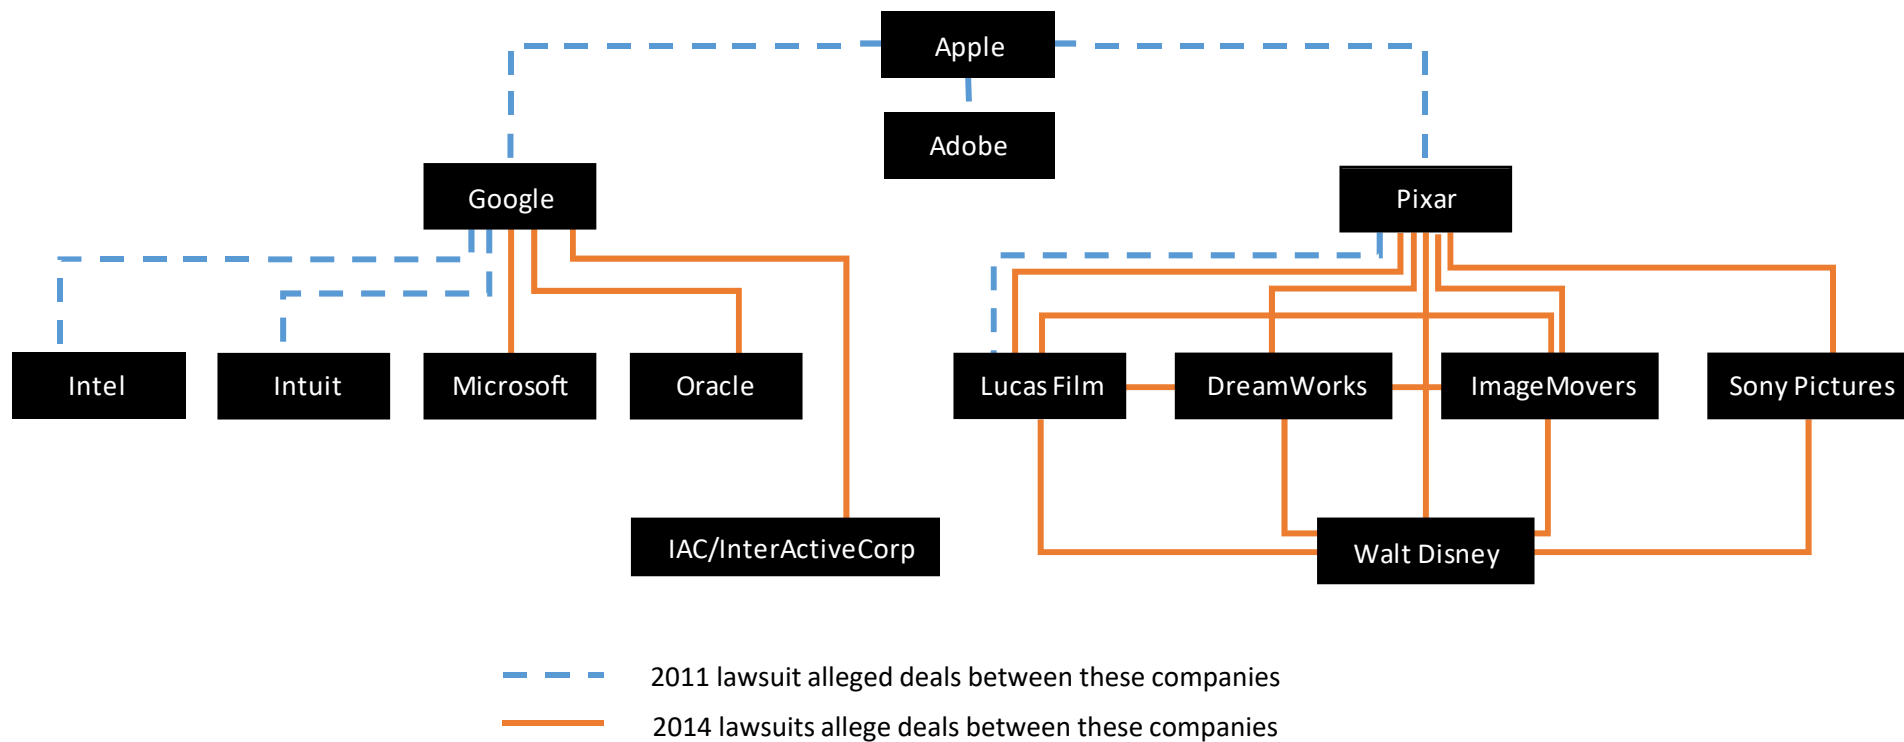 Apple
Adobe
Google
Pixar
Intel
Intuit
Microsoft
Oracle
Lucas Film
DreamWorks
ImageMovers
Sony Pictures
IAC/InterActiveCorp
Walt Disney
2011 lawsuit alleged deals between these companies
2014 lawsuits allege deals between these companies